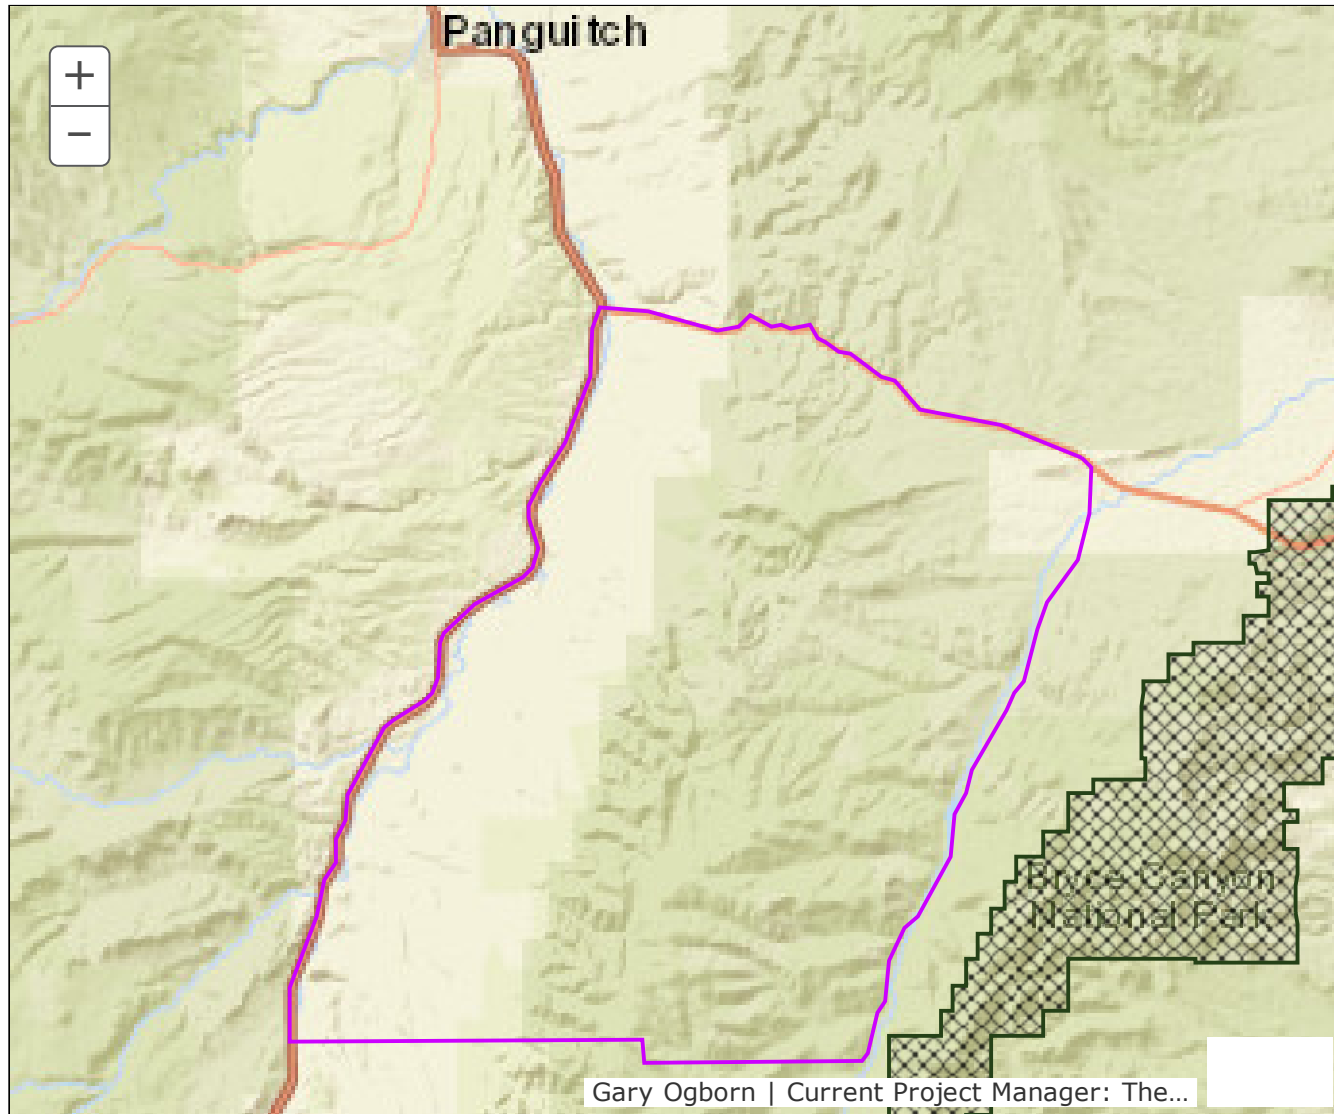 Panguitch
+
−
Bryce Canyon
National Park
Gary Ogborn | Current Project Manager: The...